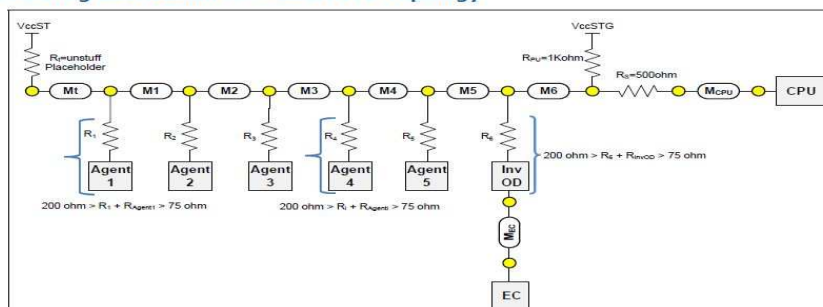 VccST
VccSTG
Rt=unstuff
Placeholder
RPU=1Kohm
RS=500ohm
Mt
M1
M2
M3
M4
M5
M6
MCPU
CPU
R1
R2
R3
R4
R5
R6
Agent
1
Agent
2
Agent
3
Agent
4
Agent
5
Inv
OD
200 ohm > R6 + RInvOD > 75 ohm
200 ohm > R1 + RAgent1 > 75 ohm
200 ohm > Ri + RAgenti > 75 ohm
MEC
EC